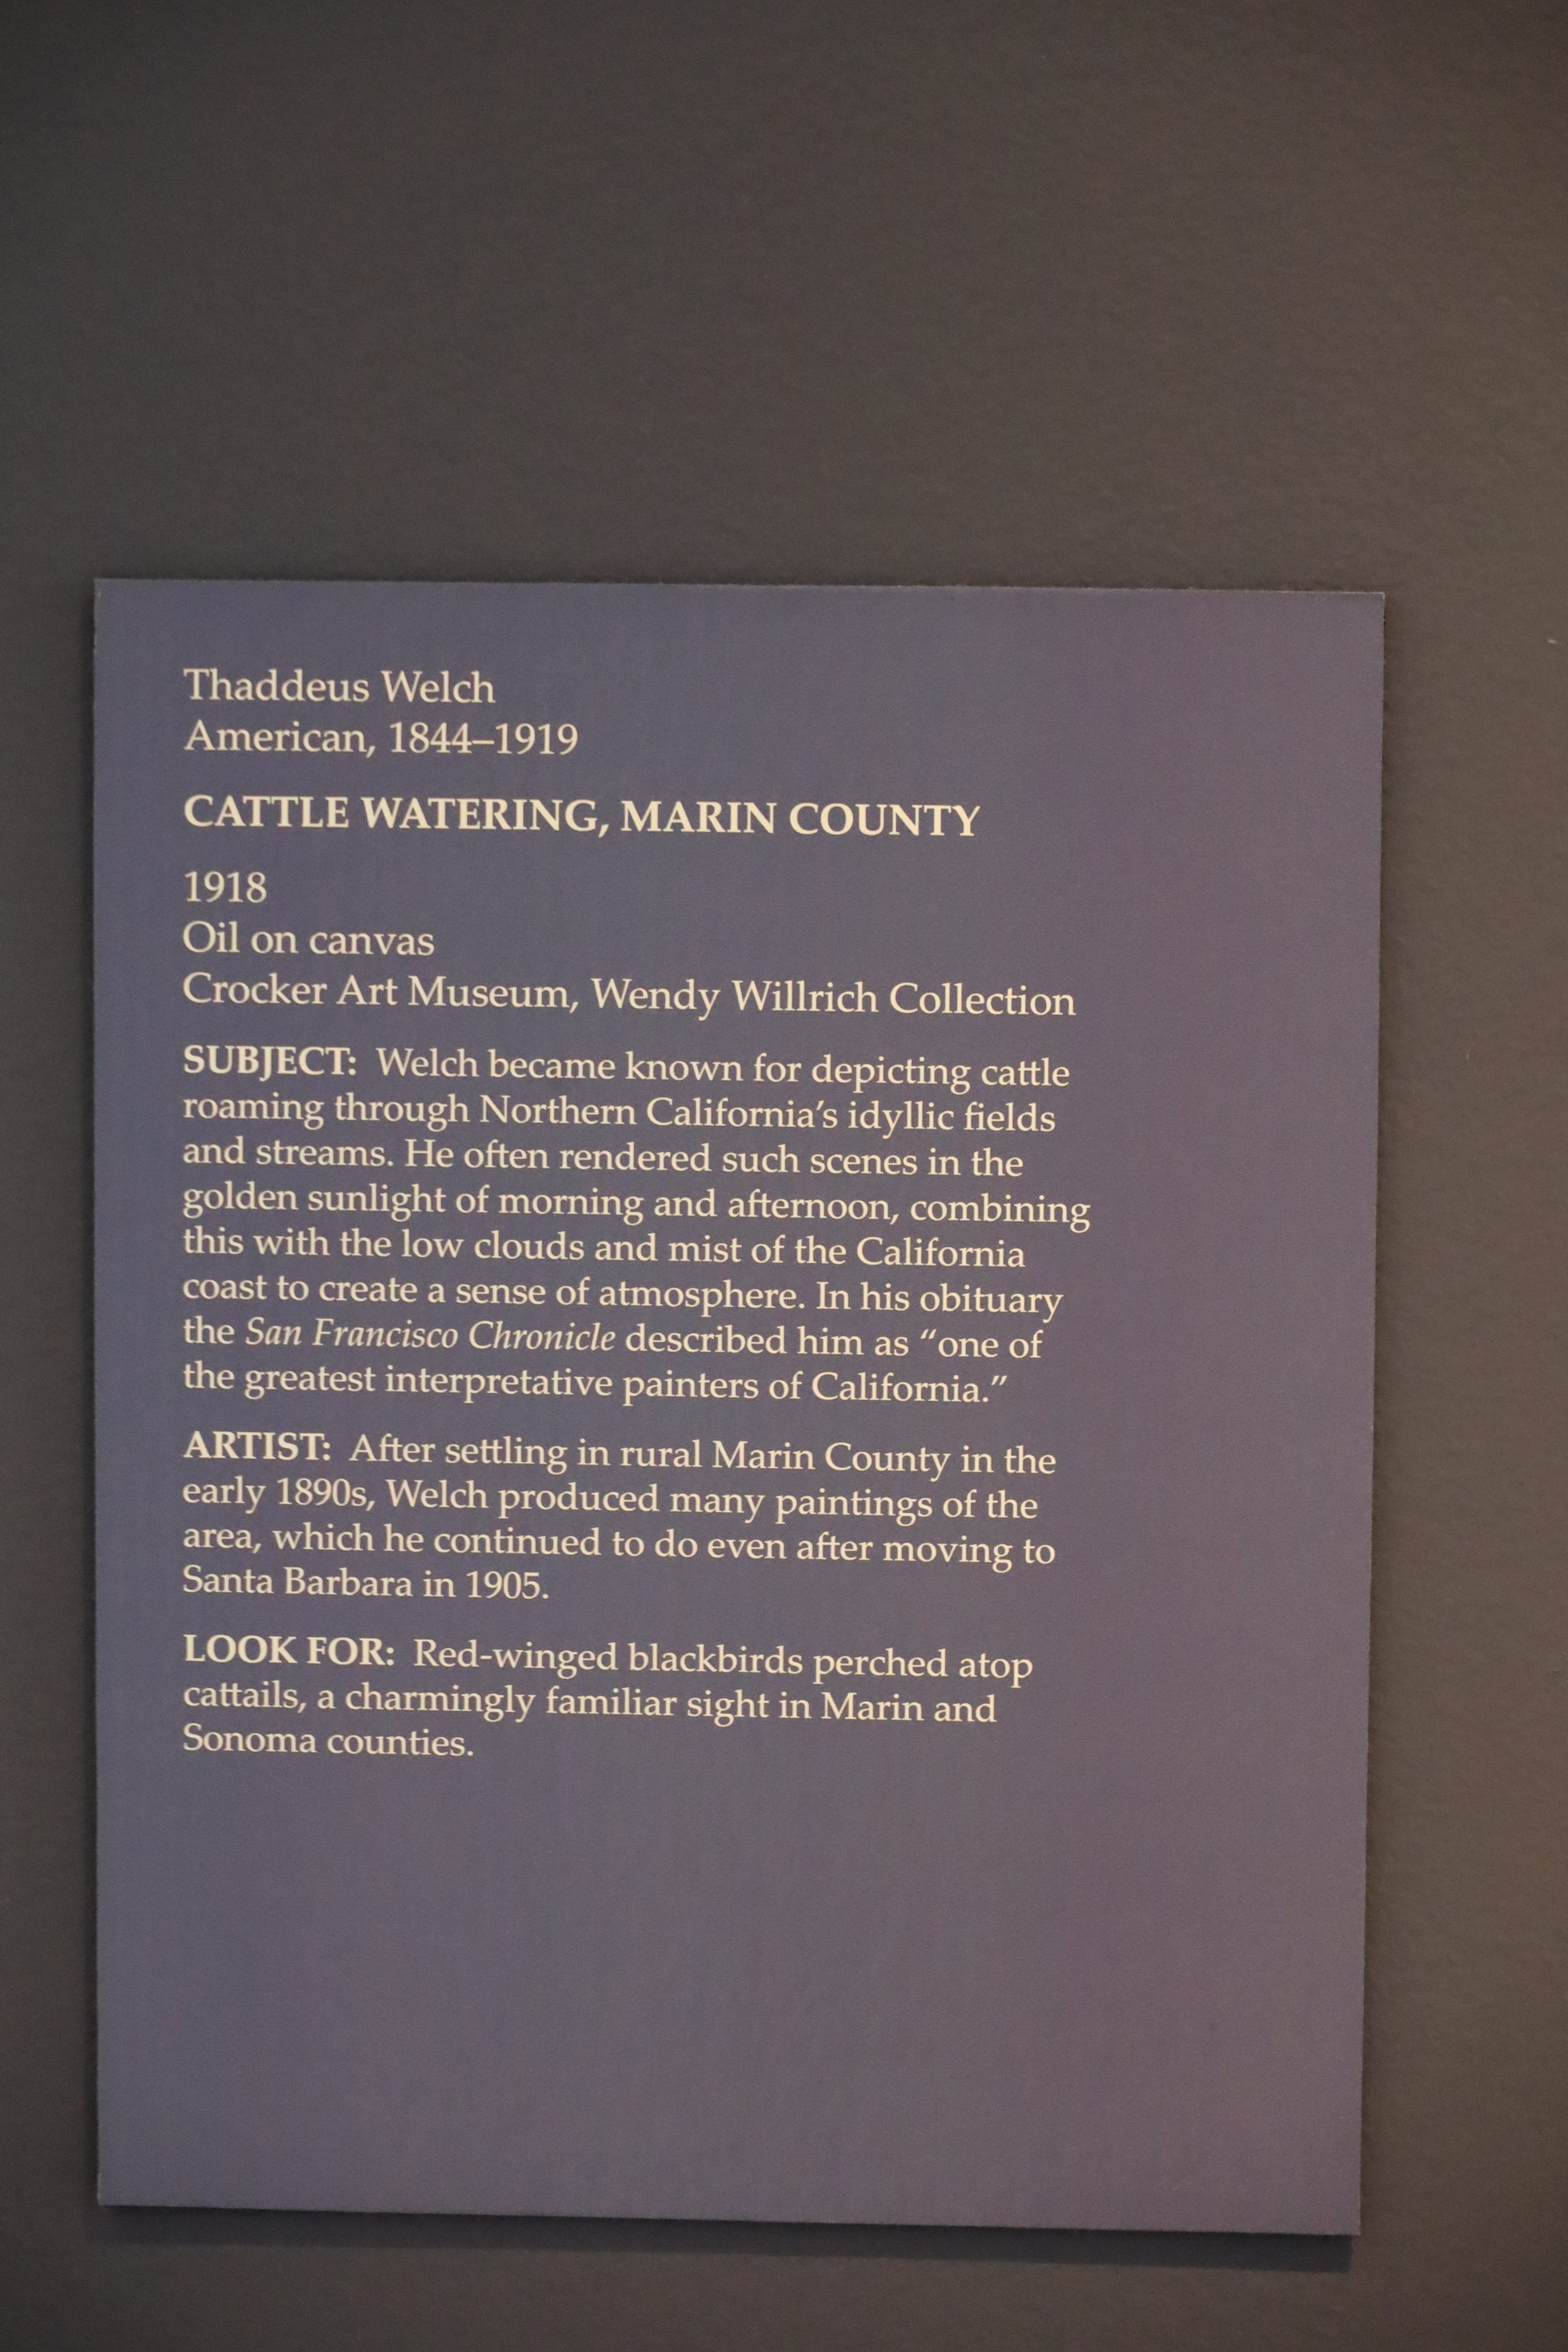 Thaddeus Welch
American, 1844–1919
CATTLE WATERING, MARIN COUNTY
1918
Oil on canvas
Crocker Art Museum, Wendy Willrich Collection
SUBJECT: Welch became known for depicting cattle
roaming through Northern California’s idyllic fields
and streams. He often rendered such scenes in the
golden sunlight of morning and afternoon, combining
this with the low clouds and mist of the California
coast to create a sense of atmosphere. In his obituary
the San Francisco Chronicle described him as “one of
the greatest interpretative painters of California.”
ARTIST: After settling in rural Marin County in the
early 1890s, Welch produced many paintings of the
area, which he continued to do even after moving to
Santa Barbara in 1905.
LOOK FOR: Red-winged blackbirds perched atop
cattails, a charmingly familiar sight in Marin and
Sonoma counties.